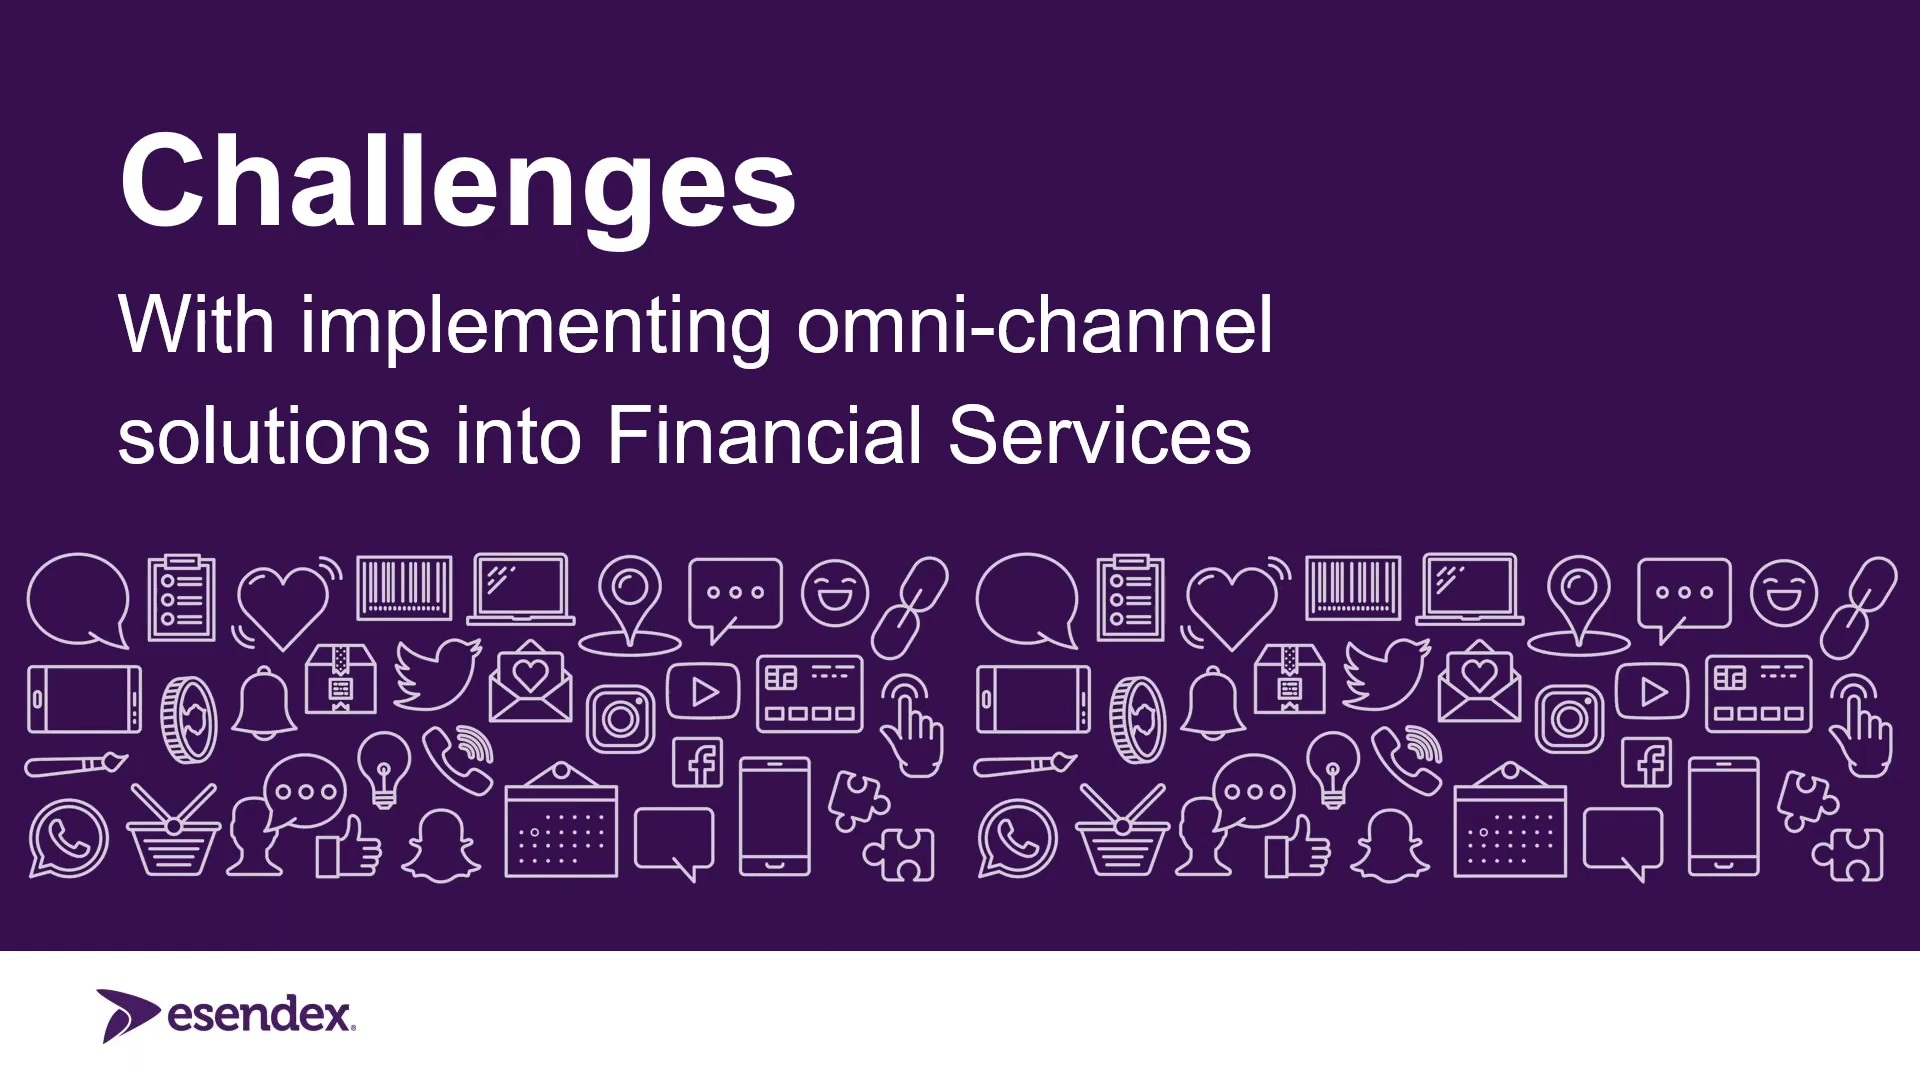 Challenges
With implementing omni-channel
solutions into Financial Services
esendex®